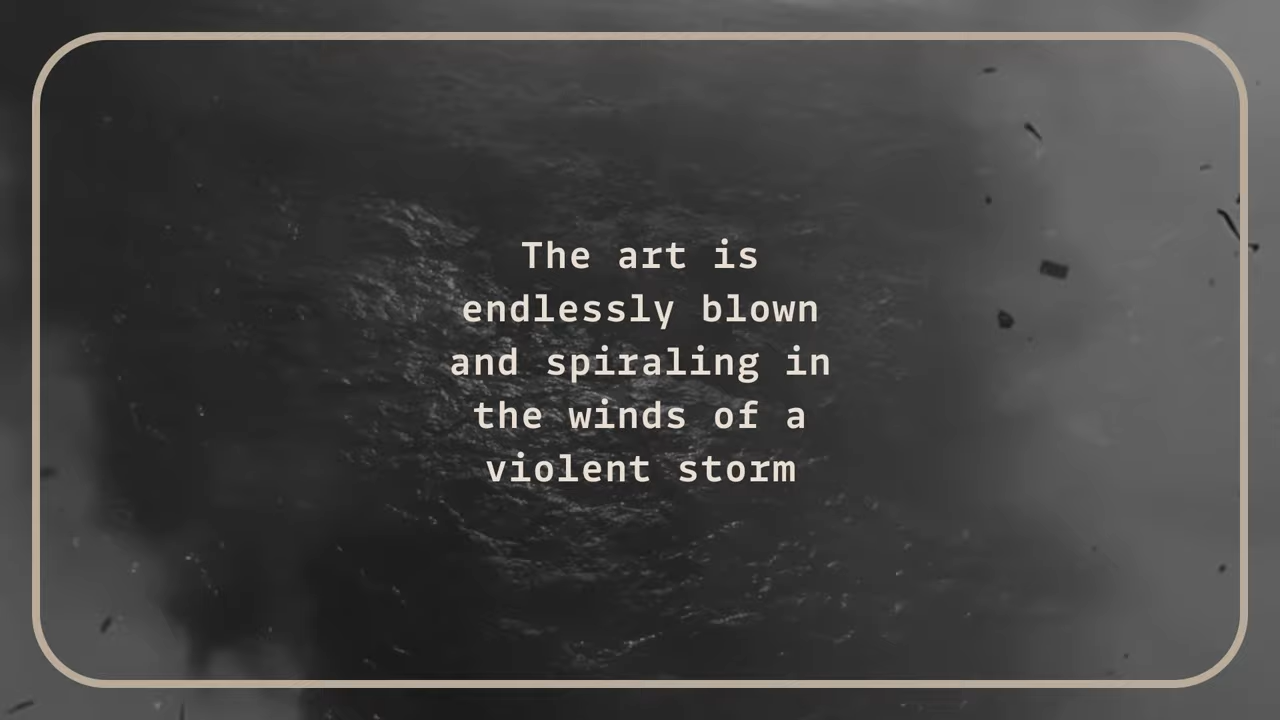 The art is
endlessly blown
and spiraling in
the winds of a
violent storm